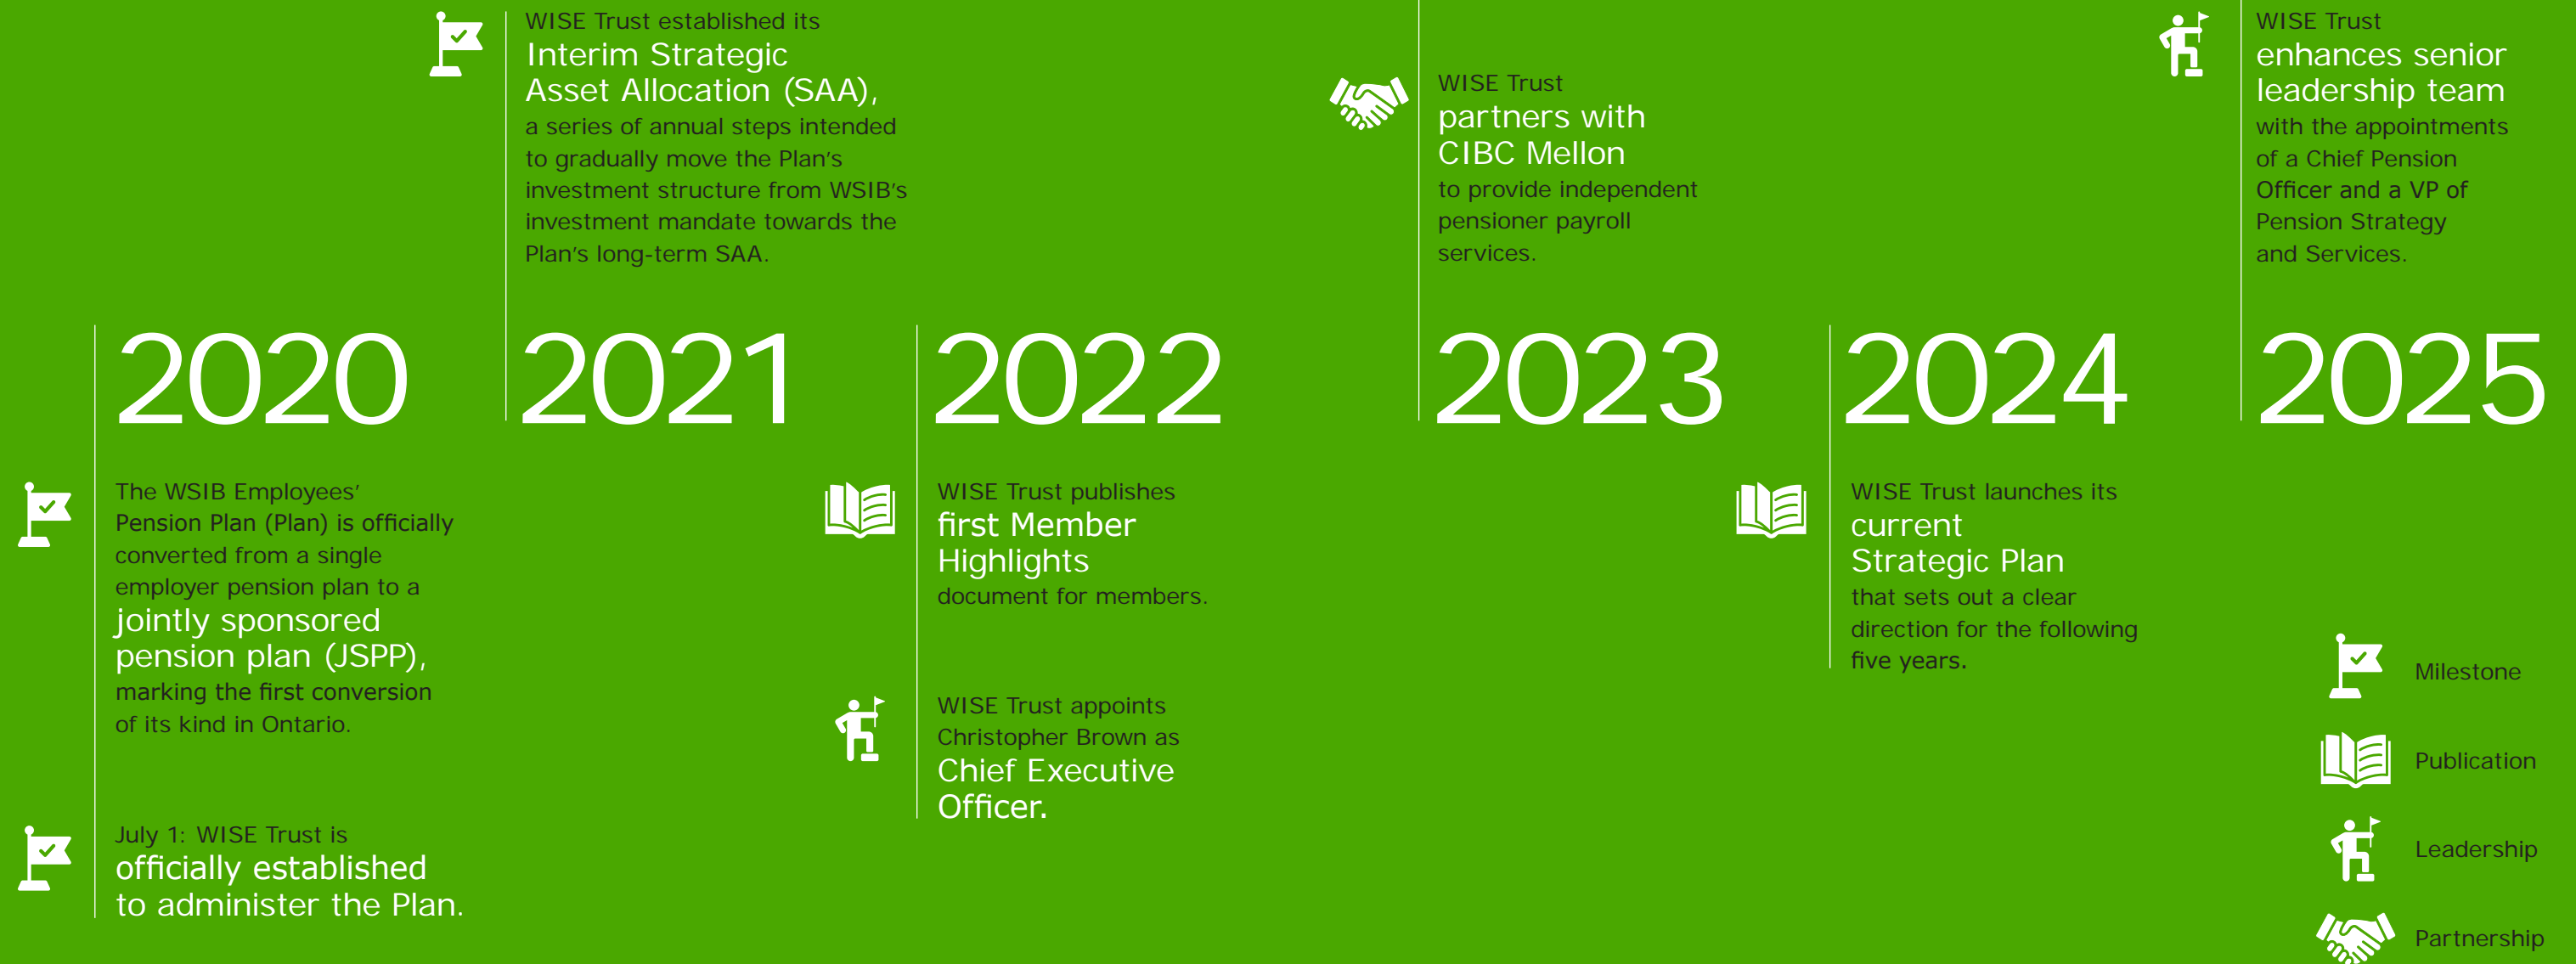 2020
The WSIB Employees’
Pension Plan (Plan) is officially
converted from a single
employer pension plan to a
jointly sponsored
pension plan (JSPP),
marking the first conversion
of its kind in Ontario.
July 1: WISE Trust is
officially established
to administer the Plan.
WISE Trust established its
Interim Strategic
Asset Allocation (SAA),
a series of annual steps intended
to gradually move the Plan’s
investment structure from WSIB’s
investment mandate towards the
Plan’s long-term SAA.
2021
2022
WISE Trust publishes
first Member
Highlights
document for members.
WISE Trust appoints
Christopher Brown as
Chief Executive
Officer.
WISE Trust
partners with
CIBC Mellon
to provide independent
pensioner payroll
services.
2023
2024
WISE Trust launches its
current
Strategic Plan
that sets out a clear
direction for the following
five years.
WISE Trust
enhances senior
leadership team
with the appointments
of a Chief Pension
Officer and a VP of
Pension Strategy
and Services.
2025
Milestone
Publication
Leadership
Partnership